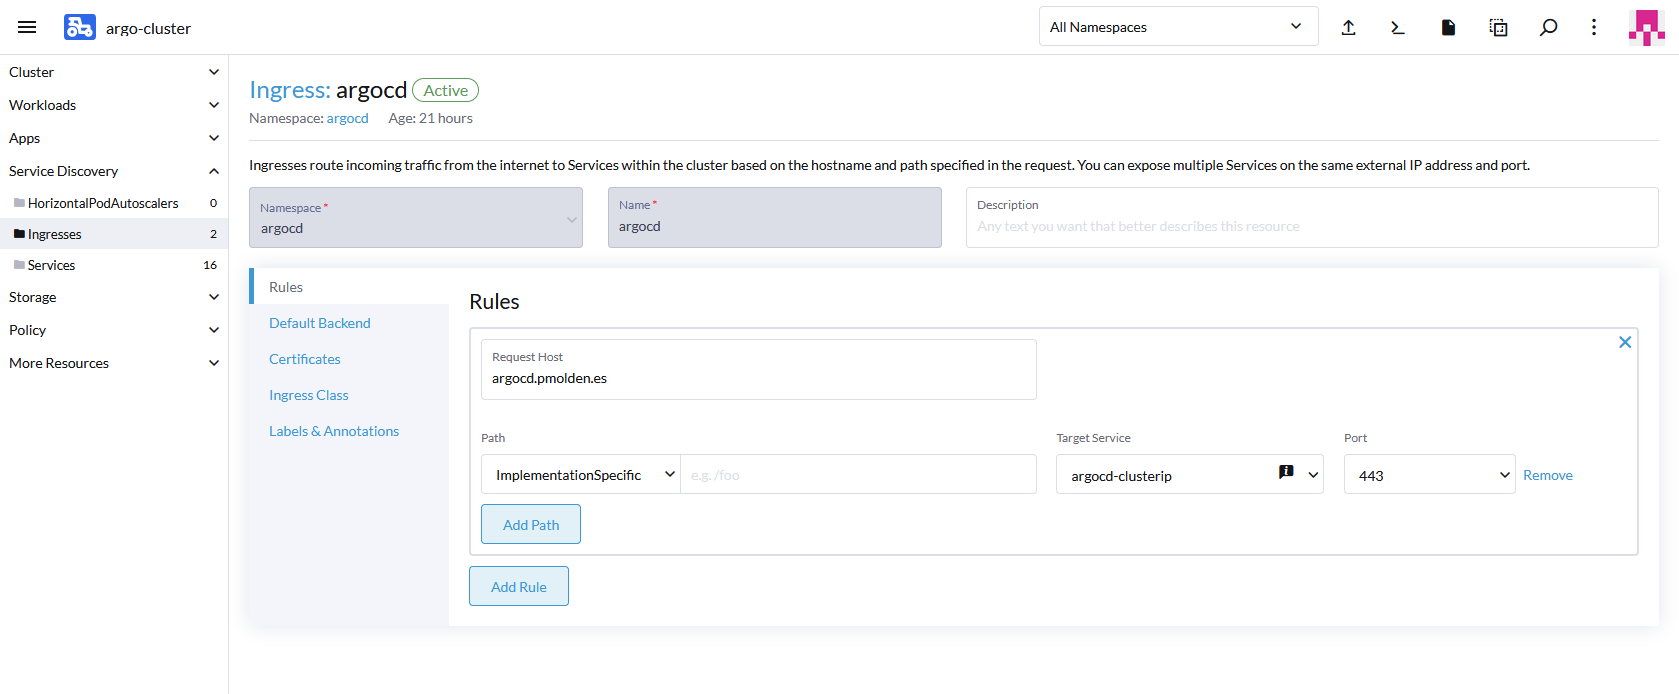 argo-cluster
All Namespaces
Cluster
Workloads
Apps
Service Discovery
HorizontalPodAutoscalers 0
Ingresses 2
Services 16
Storage
Policy
More Resources
Ingress: argocd Active
Namespace: argocd Age: 21 hours
Ingresses route incoming traffic from the internet to Services within the cluster based on the hostname and path specified in the request. You can expose multiple Services on the same external IP address and port.
Namespace *
argocd
Name *
argocd
Description
Any text you want that better describes this resource
Rules
Default Backend
Certificates
Ingress Class
Labels & Annotations
Rules
Request Host
argocd.pmolden.es
Path Target Service Port
ImplementationSpecific e.g. /foo argocd-clusterip 443 Remove
Add Path
Add Rule